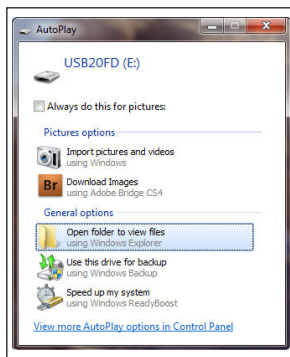 AutoPlay
USB20FD (E:)
Always do this for pictures:
Pictures options
Import pictures and videos
using Windows
Br
Download Images
using Adobe Bridge CS4
General options
Open folder to view files
using Windows Explorer
Use this drive for backup
using Windows Backup
Speed up my system
using Windows ReadyBoost
View more AutoPlay options in Control Panel